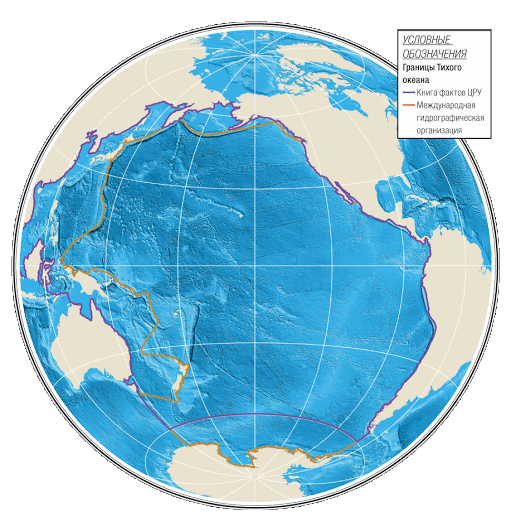 УСЛОВНЫЕ
ОБОЗНАЧЕНИЯ
Границы Тихого
океана
Книга фактов ЦРУ
Международная
гидрографическая
организация